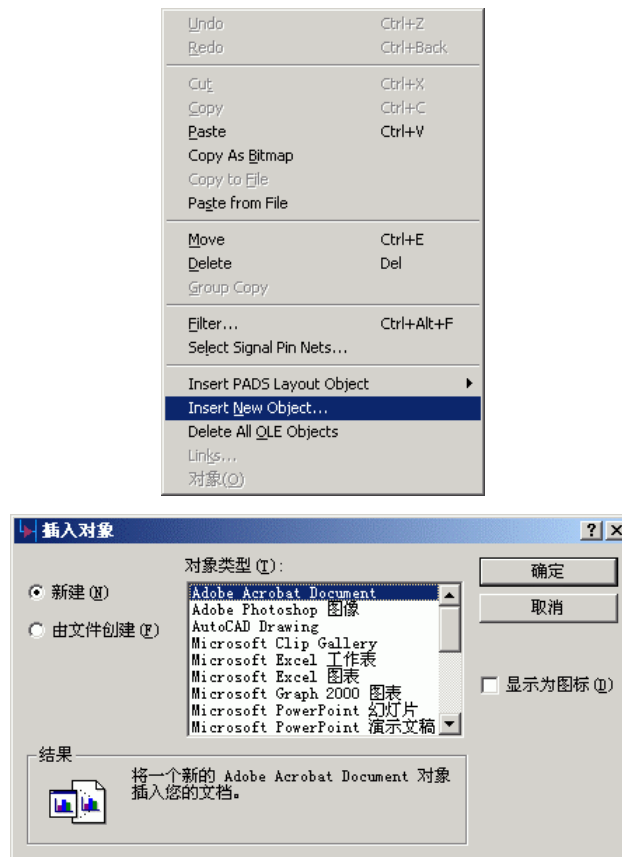 Undo Ctrl+Z
Redo Ctrl+Back
Cut Ctrl+X
Copy Ctrl+C
Paste Ctrl+V
Copy As Bitmap
Copy to File
Paste from File
Move Ctrl+E
Delete Del
Group Copy
Filter... Ctrl+Alt+F
Select Signal Pin Nets...
Insert PADS Layout Object
Insert New Object...
Delete All OLE Objects
Links...
对象(O)
插入对象
对象类型(T):
新建(N)
由文件创建(F)
Adobe Acrobat Document
Adobe Photoshop 图像
AutoCAD Drawing
Microsoft Clip Gallery
Microsoft Excel 工作表
Microsoft Excel 图表
Microsoft Graph 2000 图表
Microsoft PowerPoint 幻灯片
Microsoft PowerPoint 演示文稿
确定
取消
显示为图标(D)
结果
将一个新的 Adobe Acrobat Document 对象
插入您的文档。